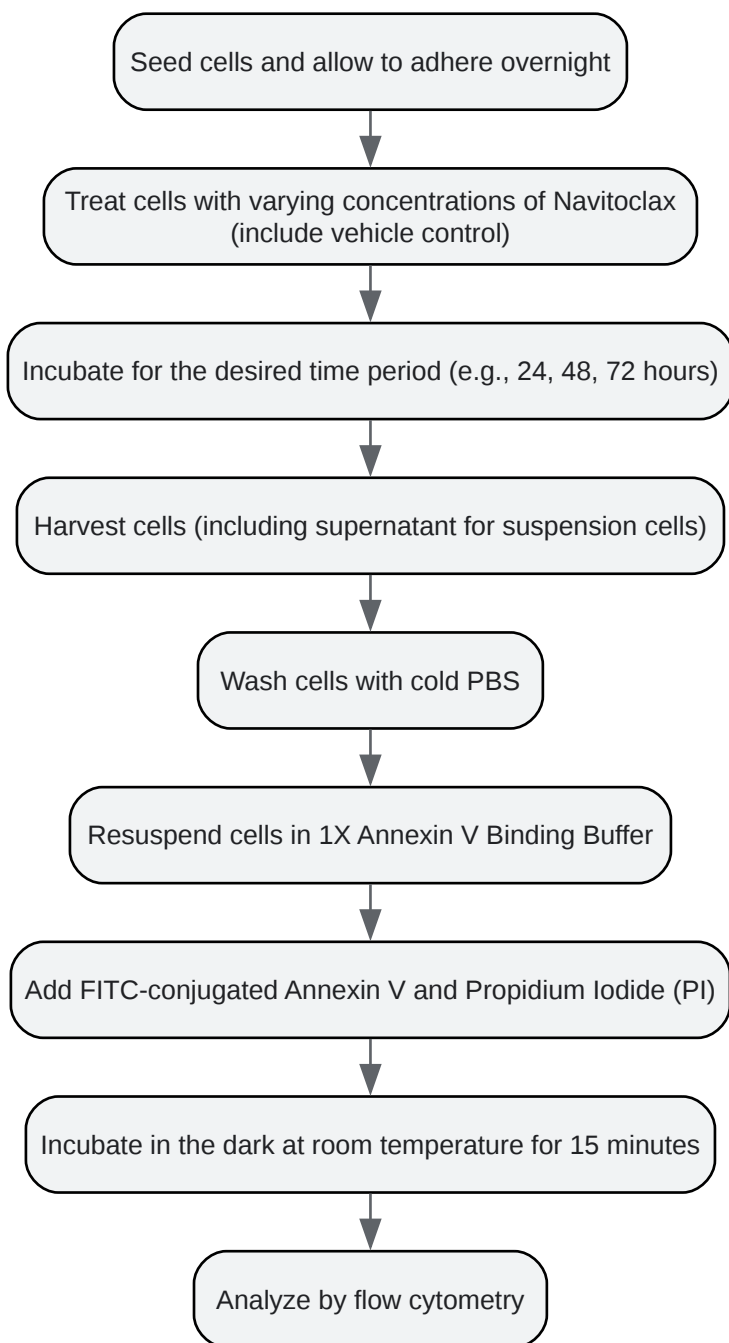 Seed cells and allow to adhere overnight
Treat cells with varying concentrations of Navitoclax
(include vehicle control)
Incubate for the desired time period (e.g., 24, 48, 72 hours)
Harvest cells (including supernatant for suspension cells)
Wash cells with cold PBS
Resuspend cells in 1X Annexin V Binding Buffer
Add FITC-conjugated Annexin V and Propidium Iodide (PI)
Incubate in the dark at room temperature for 15 minutes
Analyze by flow cytometry